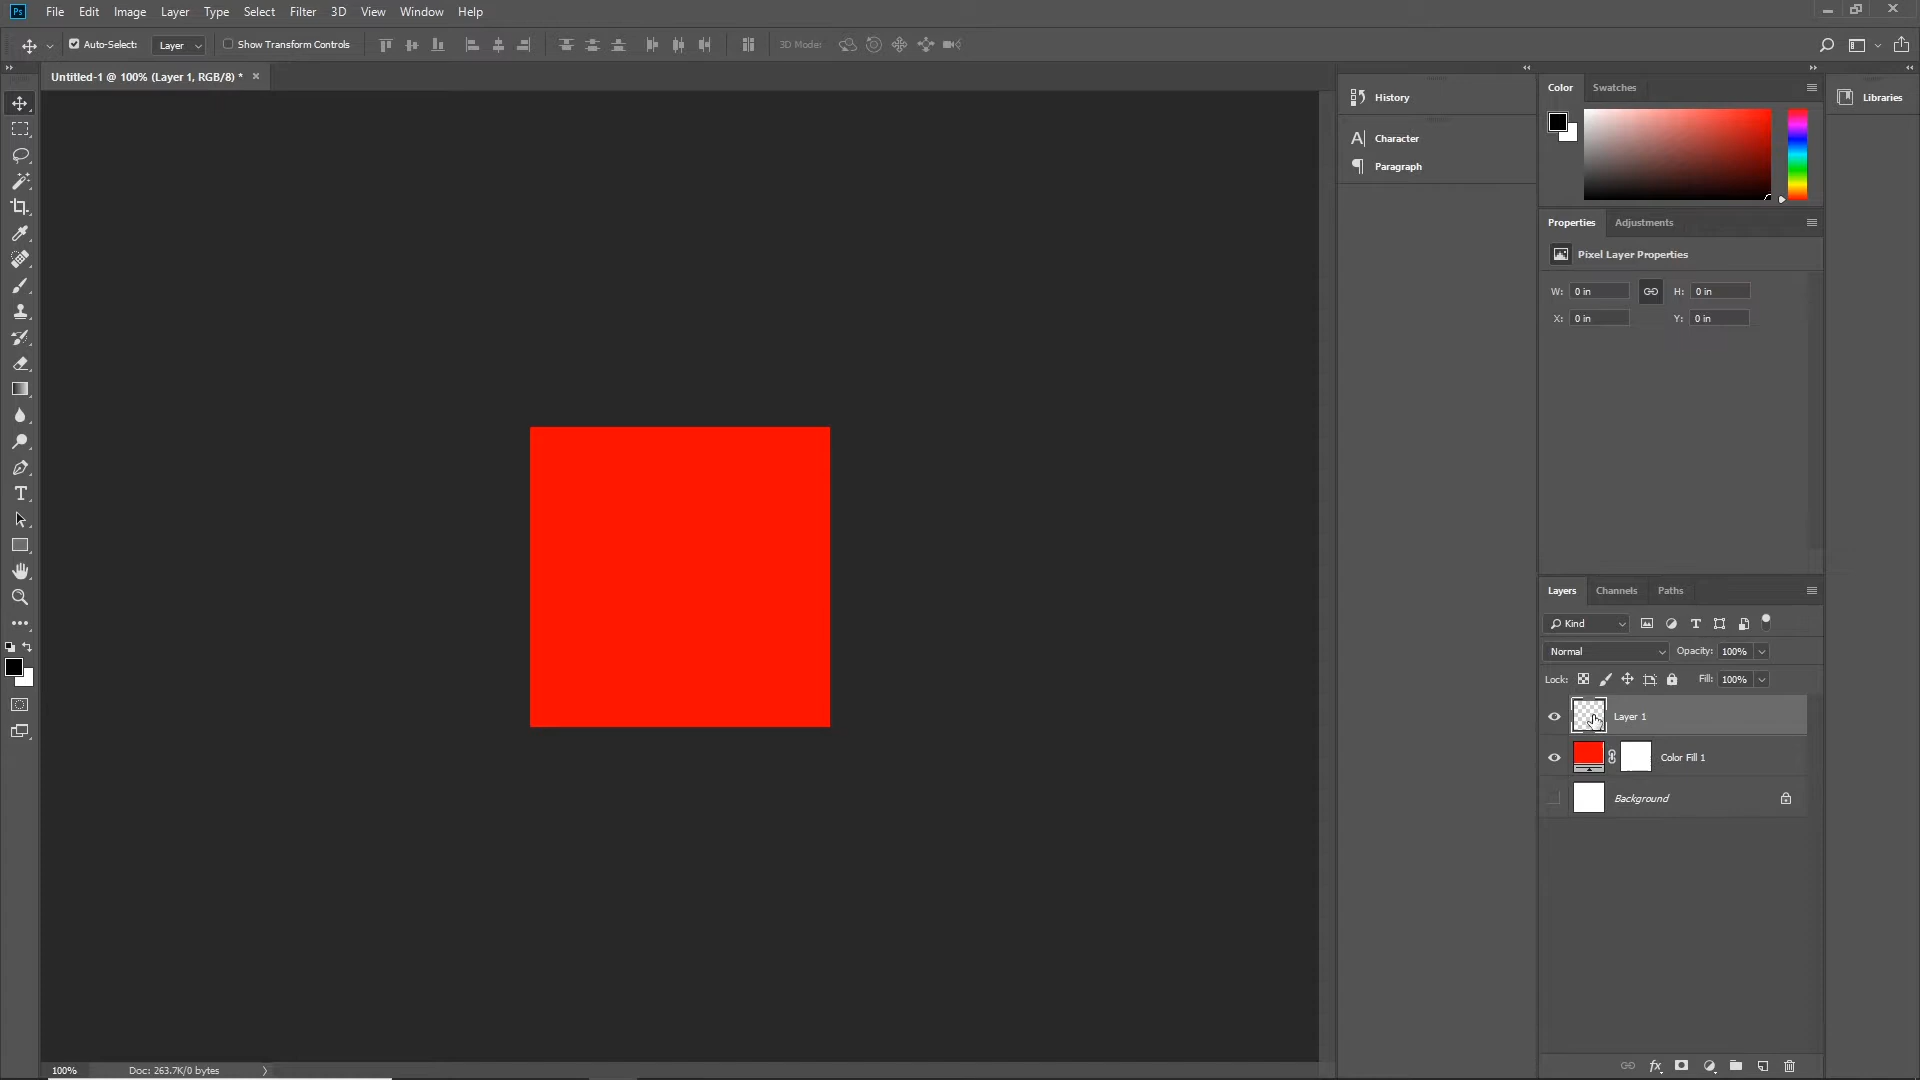 Ps File Edit Image Layer Type Select Filter 3D View Window Help
Auto-Select: Layer Show Transform Controls 3D Mode:
Untitled-1 @ 100% (Layer 1, RGB/8) * ×
History
Character
Paragraph
Color Swatches
Libraries
Properties Adjustments
Pixel Layer Properties
W: 0 in H: 0 in
X: 0 in Y: 0 in
Layers Channels Paths
Kind
Normal Opacity: 100%
Lock: Fill: 100%
Layer 1
Color Fill 1
Background
fx
100% Doc: 263.7K/0 bytes